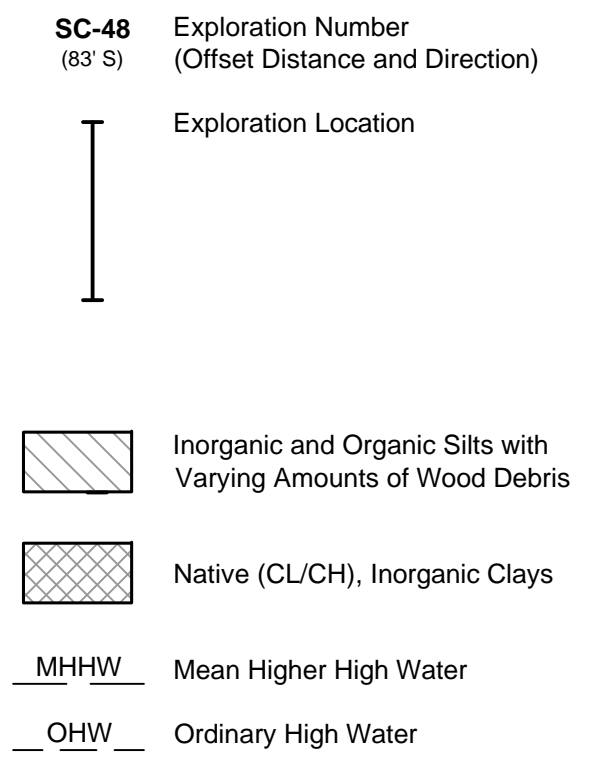 SC-48 Exploration Number
(83' S) (Offset Distance and Direction)
Exploration Location
Inorganic and Organic Silts with
Varying Amounts of Wood Debris
Native (CL/CH), Inorganic Clays
MHHW Mean Higher High Water
OHW Ordinary High Water